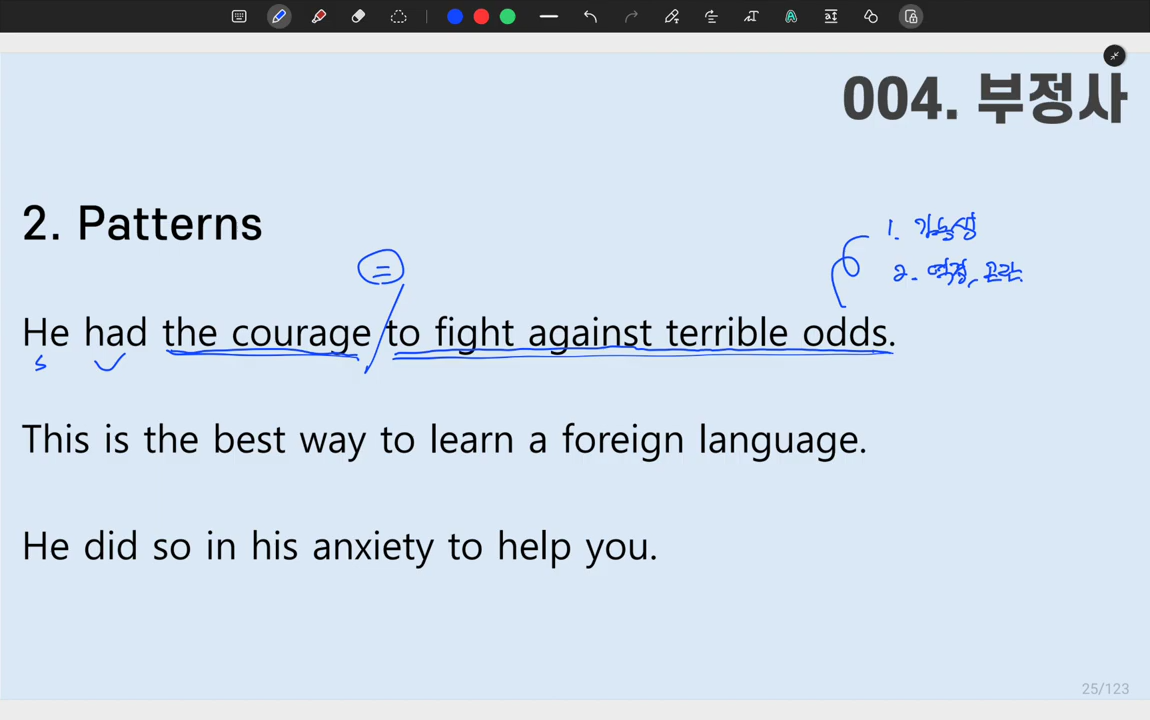 004. 부정사
2. Patterns
1. 가능성
2. 역경, 곤란
=
He had the courage / to fight against terrible odds.
s v
This is the best way to learn a foreign language.
He did so in his anxiety to help you.
25/123